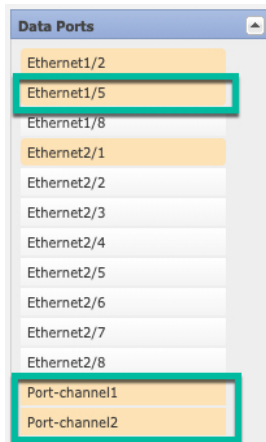 Data Ports
Ethernet1/2
Ethernet1/5
Ethernet1/8
Ethernet2/1
Ethernet2/2
Ethernet2/3
Ethernet2/4
Ethernet2/5
Ethernet2/6
Ethernet2/7
Ethernet2/8
Port-channel1
Port-channel2